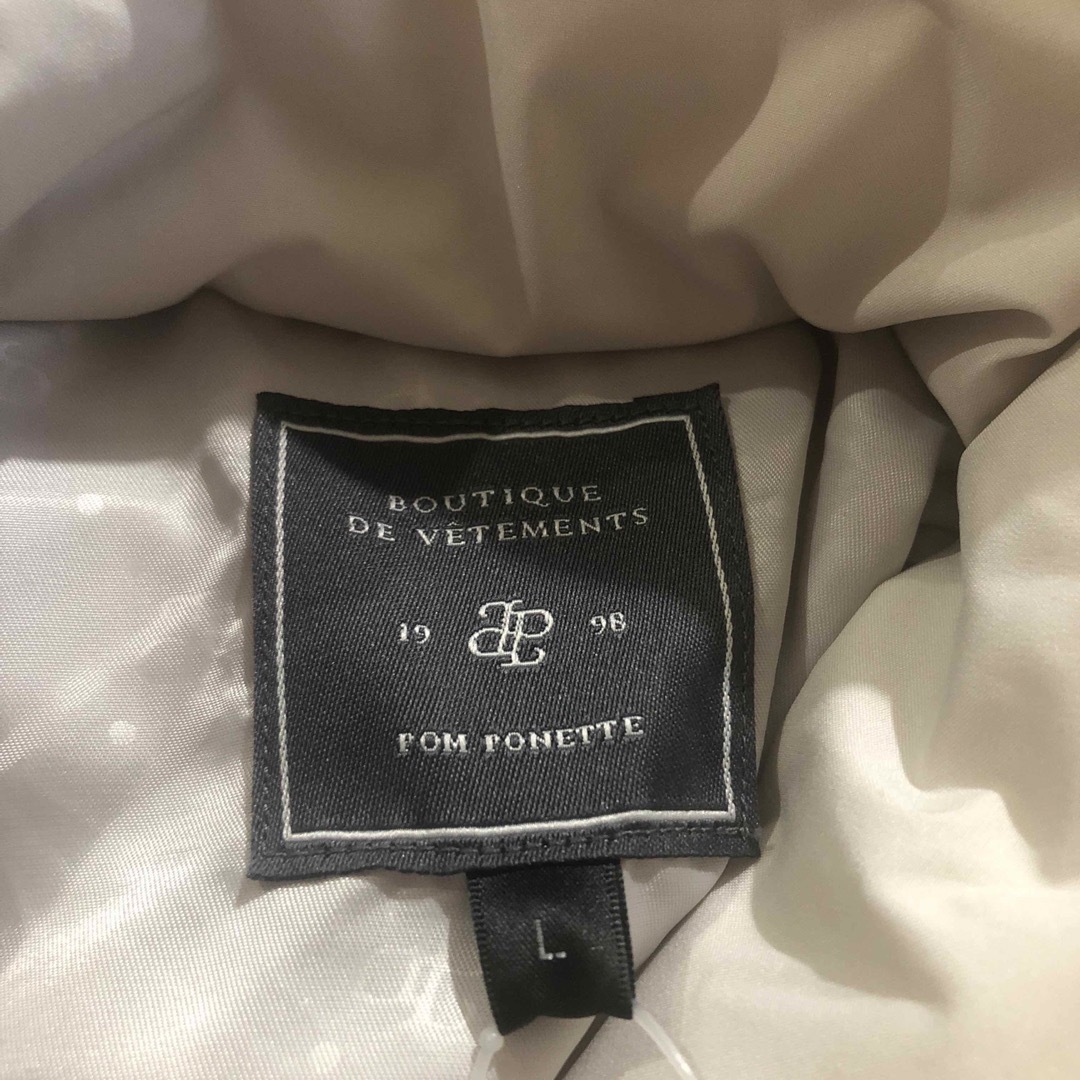 BOUTIQUE
DE VÊTEMENTS
19 98
POM PONETTE
L